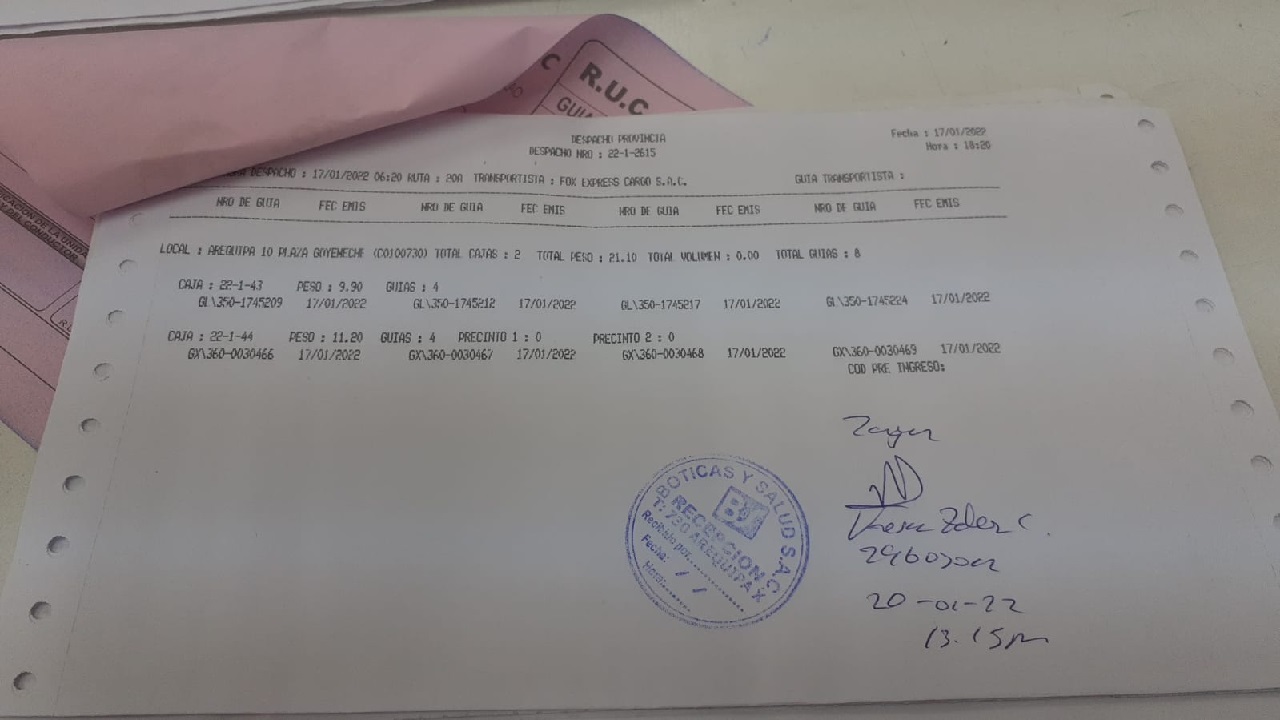 R.U.C
C
GUIA
DESPACHO PROVINCIA
Fecha : 17/01/2022
DESPACHO NRO : 22-1-2615
Hora : 18:20
DESPACHO : 17/01/2022 06:20 RUTA : 20A TRANSPORTISTA : FOX EXPRESS CARGO S.A.C. GUIA TRANSPORTISTA :
NRO DE GUIA FEC EMIS NRO DE GUIA FEC EMIS NRO DE GUIA FEC EMIS NRO DE GUIA FEC EMIS
LOCAL : AREQUIPA 10 PLAZA GOYENECHE (C0100730) TOTAL CAJAS : 2 TOTAL PESO : 21.10 TOTAL VOLUMEN : 0.00 TOTAL GUIAS : 8
CAJA : 22-1-43 PESO : 9.90 GUIAS : 4
GL\350-1745209 17/01/2022 GL\350-1745212 17/01/2022 GL\350-1745217 17/01/2022 GL\350-1745224 17/01/2022
CAJA : 22-1-44 PESO : 11.20 GUIAS : 4 PRECINTO 1 : 0 PRECINTO 2 : 0
GX\360-0030466 17/01/2022 GX\360-0030467 17/01/2022 GX\360-0030468 17/01/2022 GX\360-0030469 17/01/2022
COD PRE INGRESO:
BOTICAS Y SALUD S.A.C
BS
RECEPCION
T: 730 AREQUIPA X
Recibido por:
Fecha: / /
Hora:
20-01-22
13.15pm